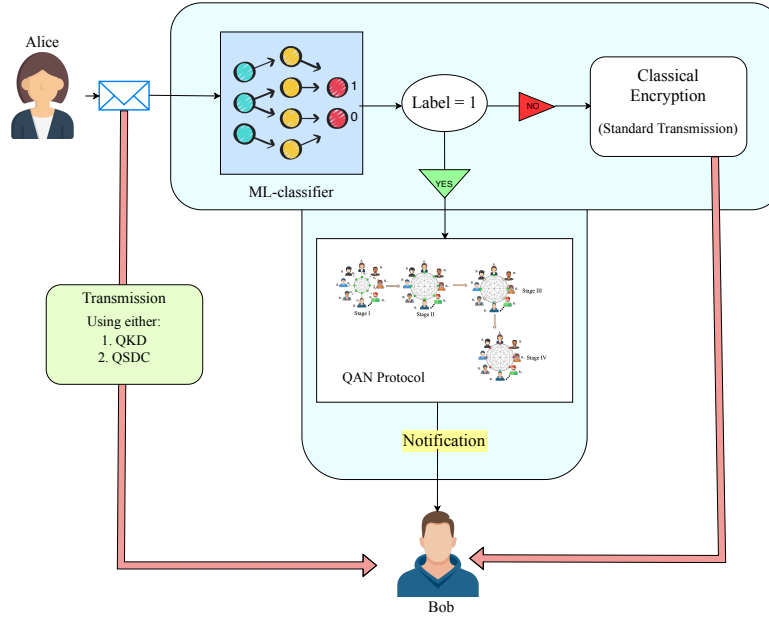 Alice
1
0
ML-classifier
Label = 1
NO
YES
Classical
Encryption
(Standard Transmission)
Transmission
Using either:
1. QKD
2. QSDC
Stage I
Stage II
Stage III
Stage IV
QAN Protocol
Notification
Bob